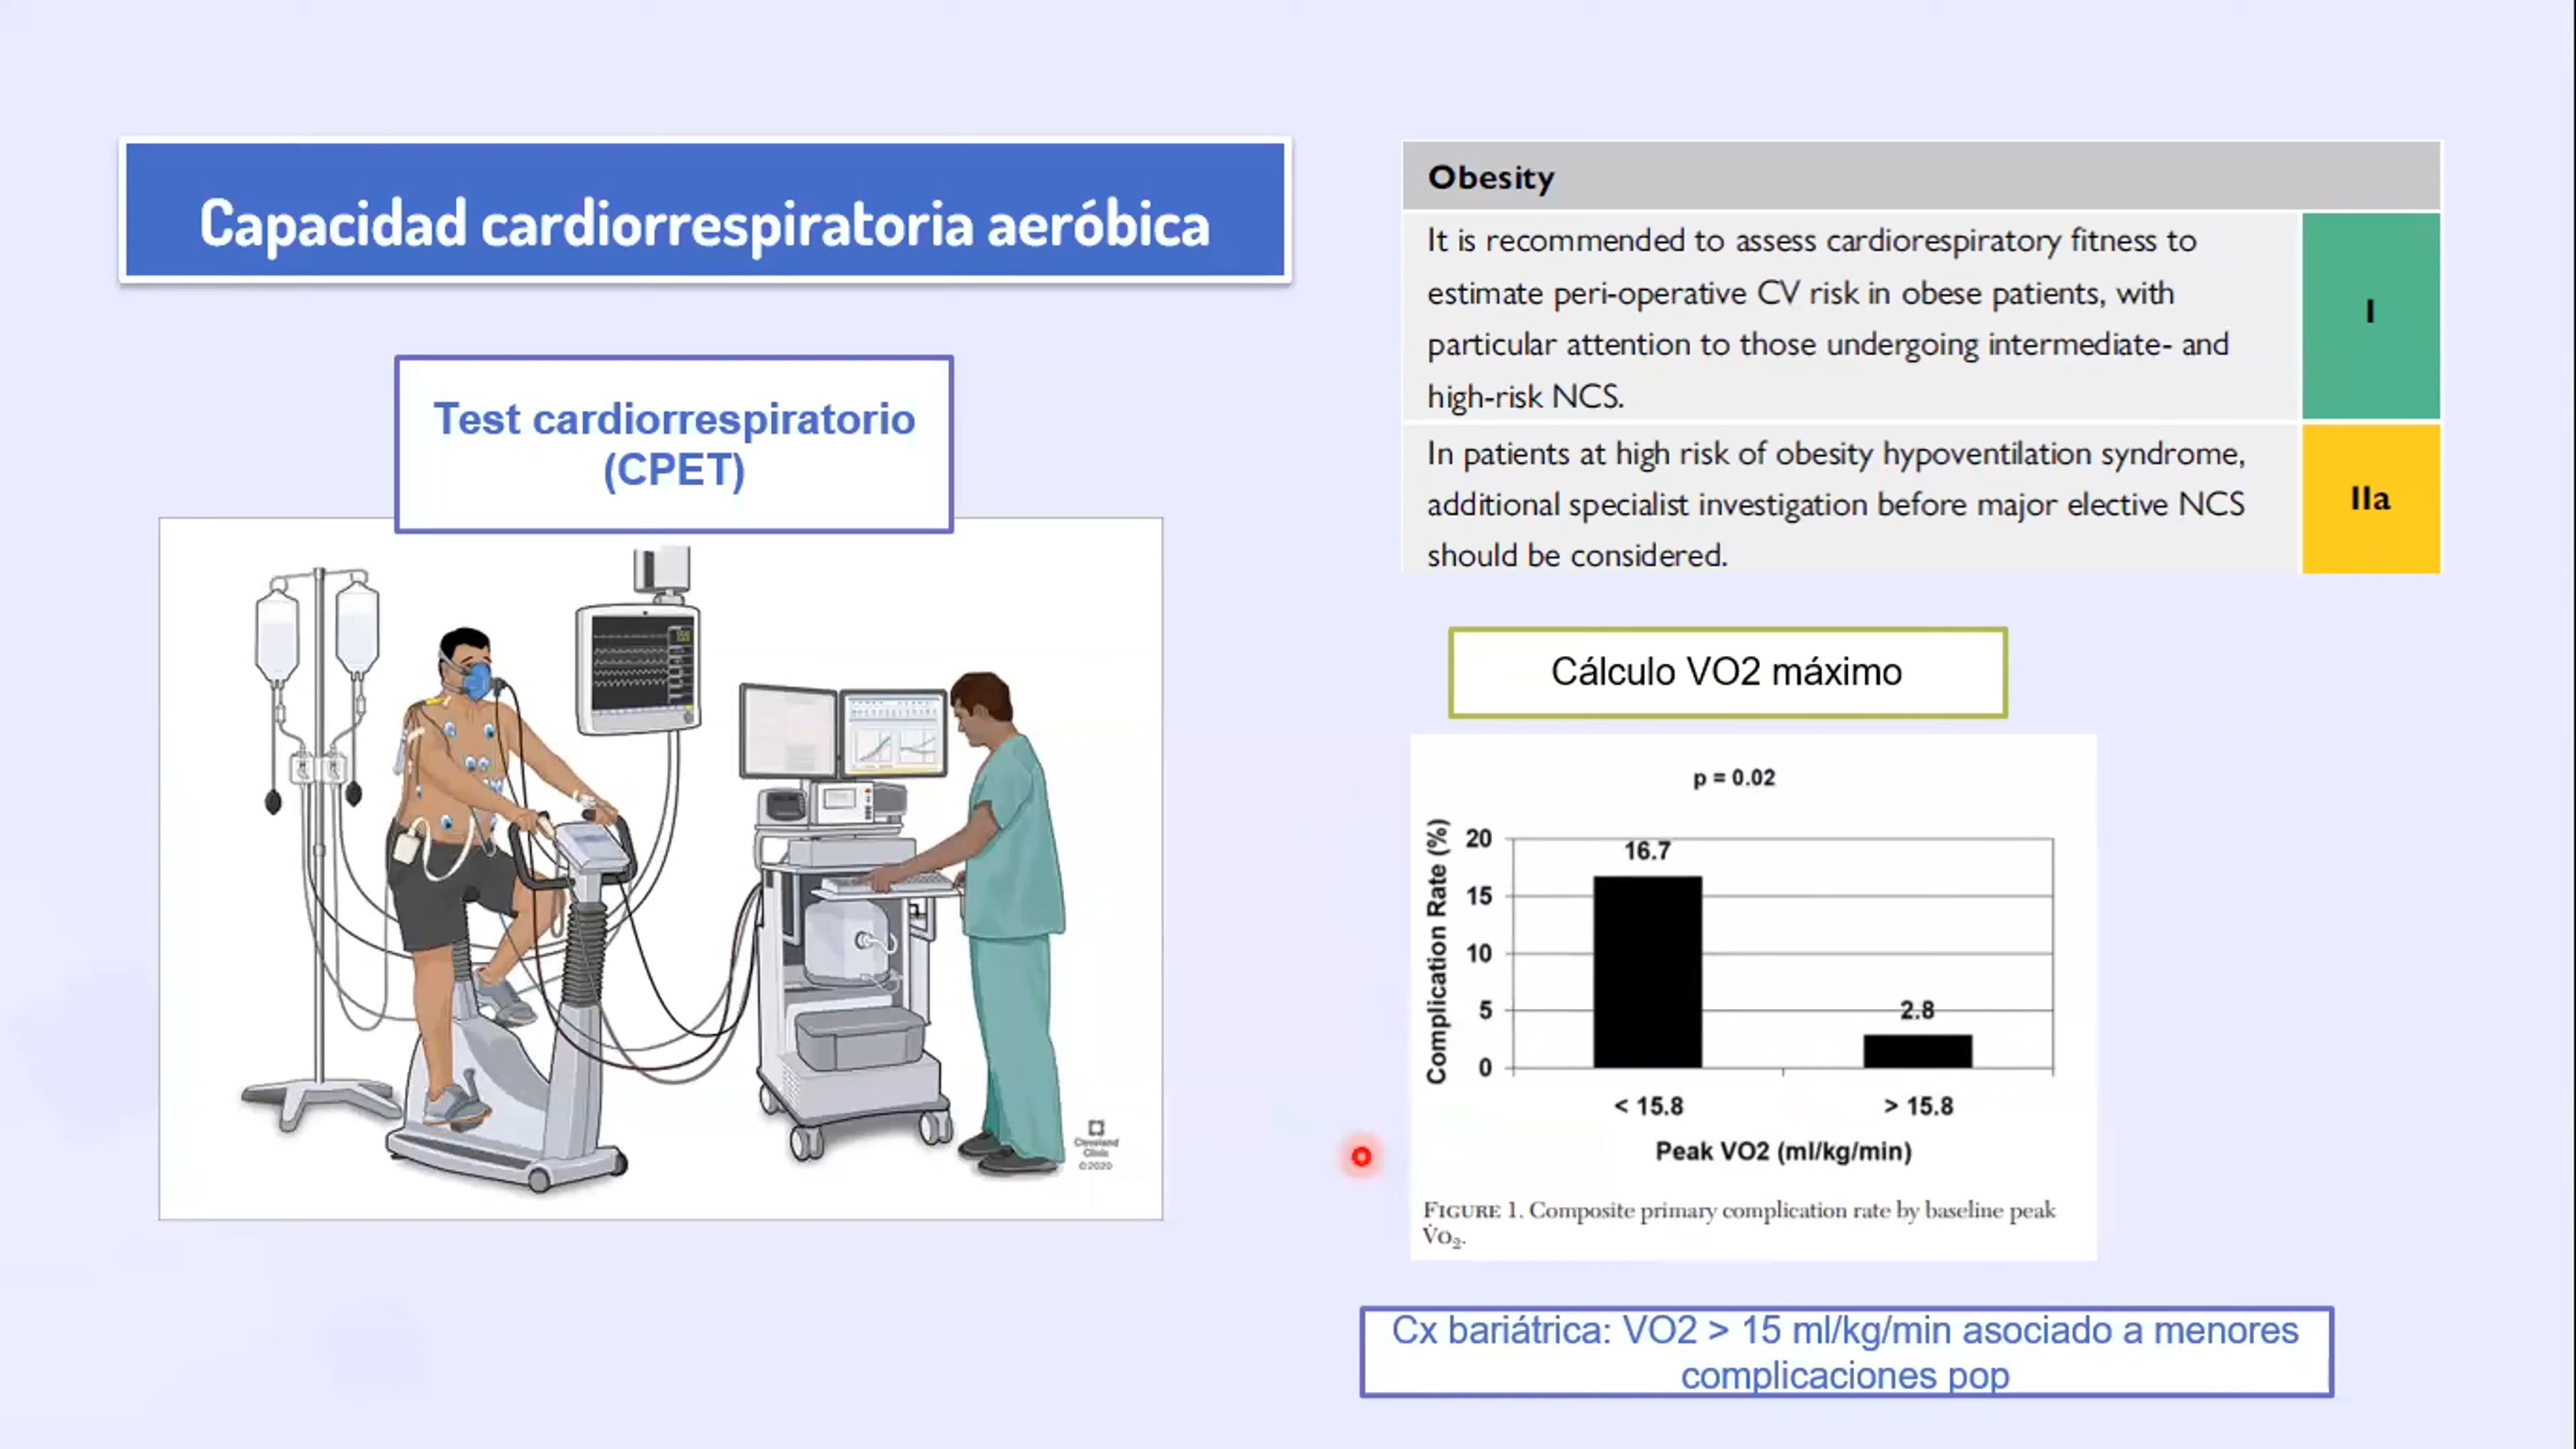 Capacidad cardiorrespiratoria aeróbica
Test cardiorrespiratorio
(CPET)
Cleveland
Clinic
©2020
Obesity
It is recommended to assess cardiorespiratory fitness to
estimate peri-operative CV risk in obese patients, with
particular attention to those undergoing intermediate- and
high-risk NCS.
I
In patients at high risk of obesity hypoventilation syndrome,
additional specialist investigation before major elective NCS
should be considered.
IIa
Cálculo VO2 máximo
p = 0.02
Complication Rate (%)
20
15
10
5
0
16.7
2.8
< 15.8
> 15.8
Peak VO2 (ml/kg/min)
FIGURE 1. Composite primary complication rate by baseline peak
V̇O₂.
Cx bariátrica: VO2 > 15 ml/kg/min asociado a menores
complicaciones pop